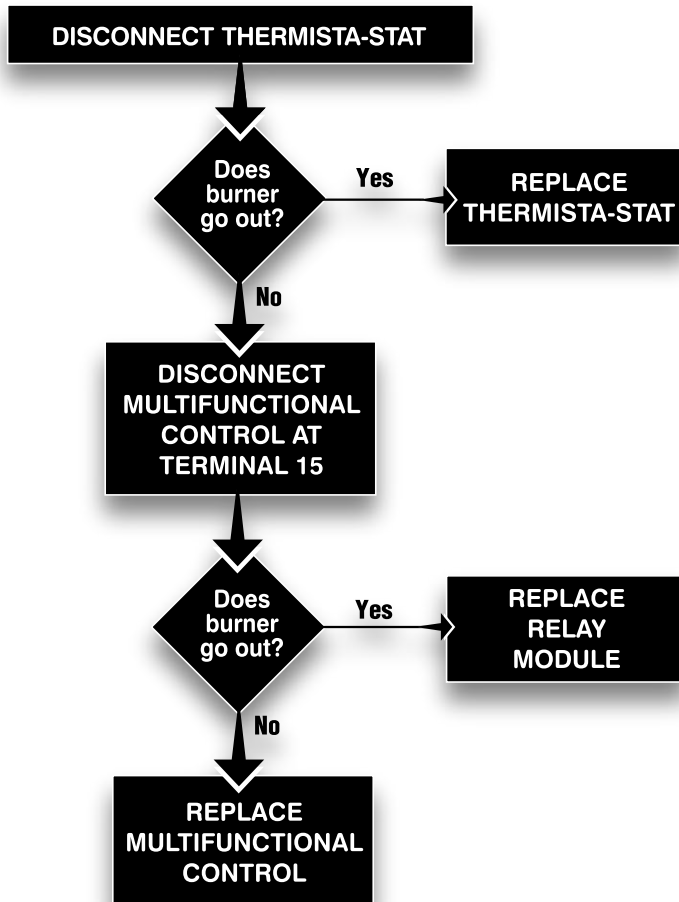 DISCONNECT THERMISTA-STAT
Does
burner
go out?
Yes
REPLACE
THERMISTA-STAT
No
DISCONNECT
MULTIFUNCTIONAL
CONTROL AT
TERMINAL 15
Does
burner
go out?
Yes
REPLACE
RELAY
MODULE
No
REPLACE
MULTIFUNCTIONAL
CONTROL